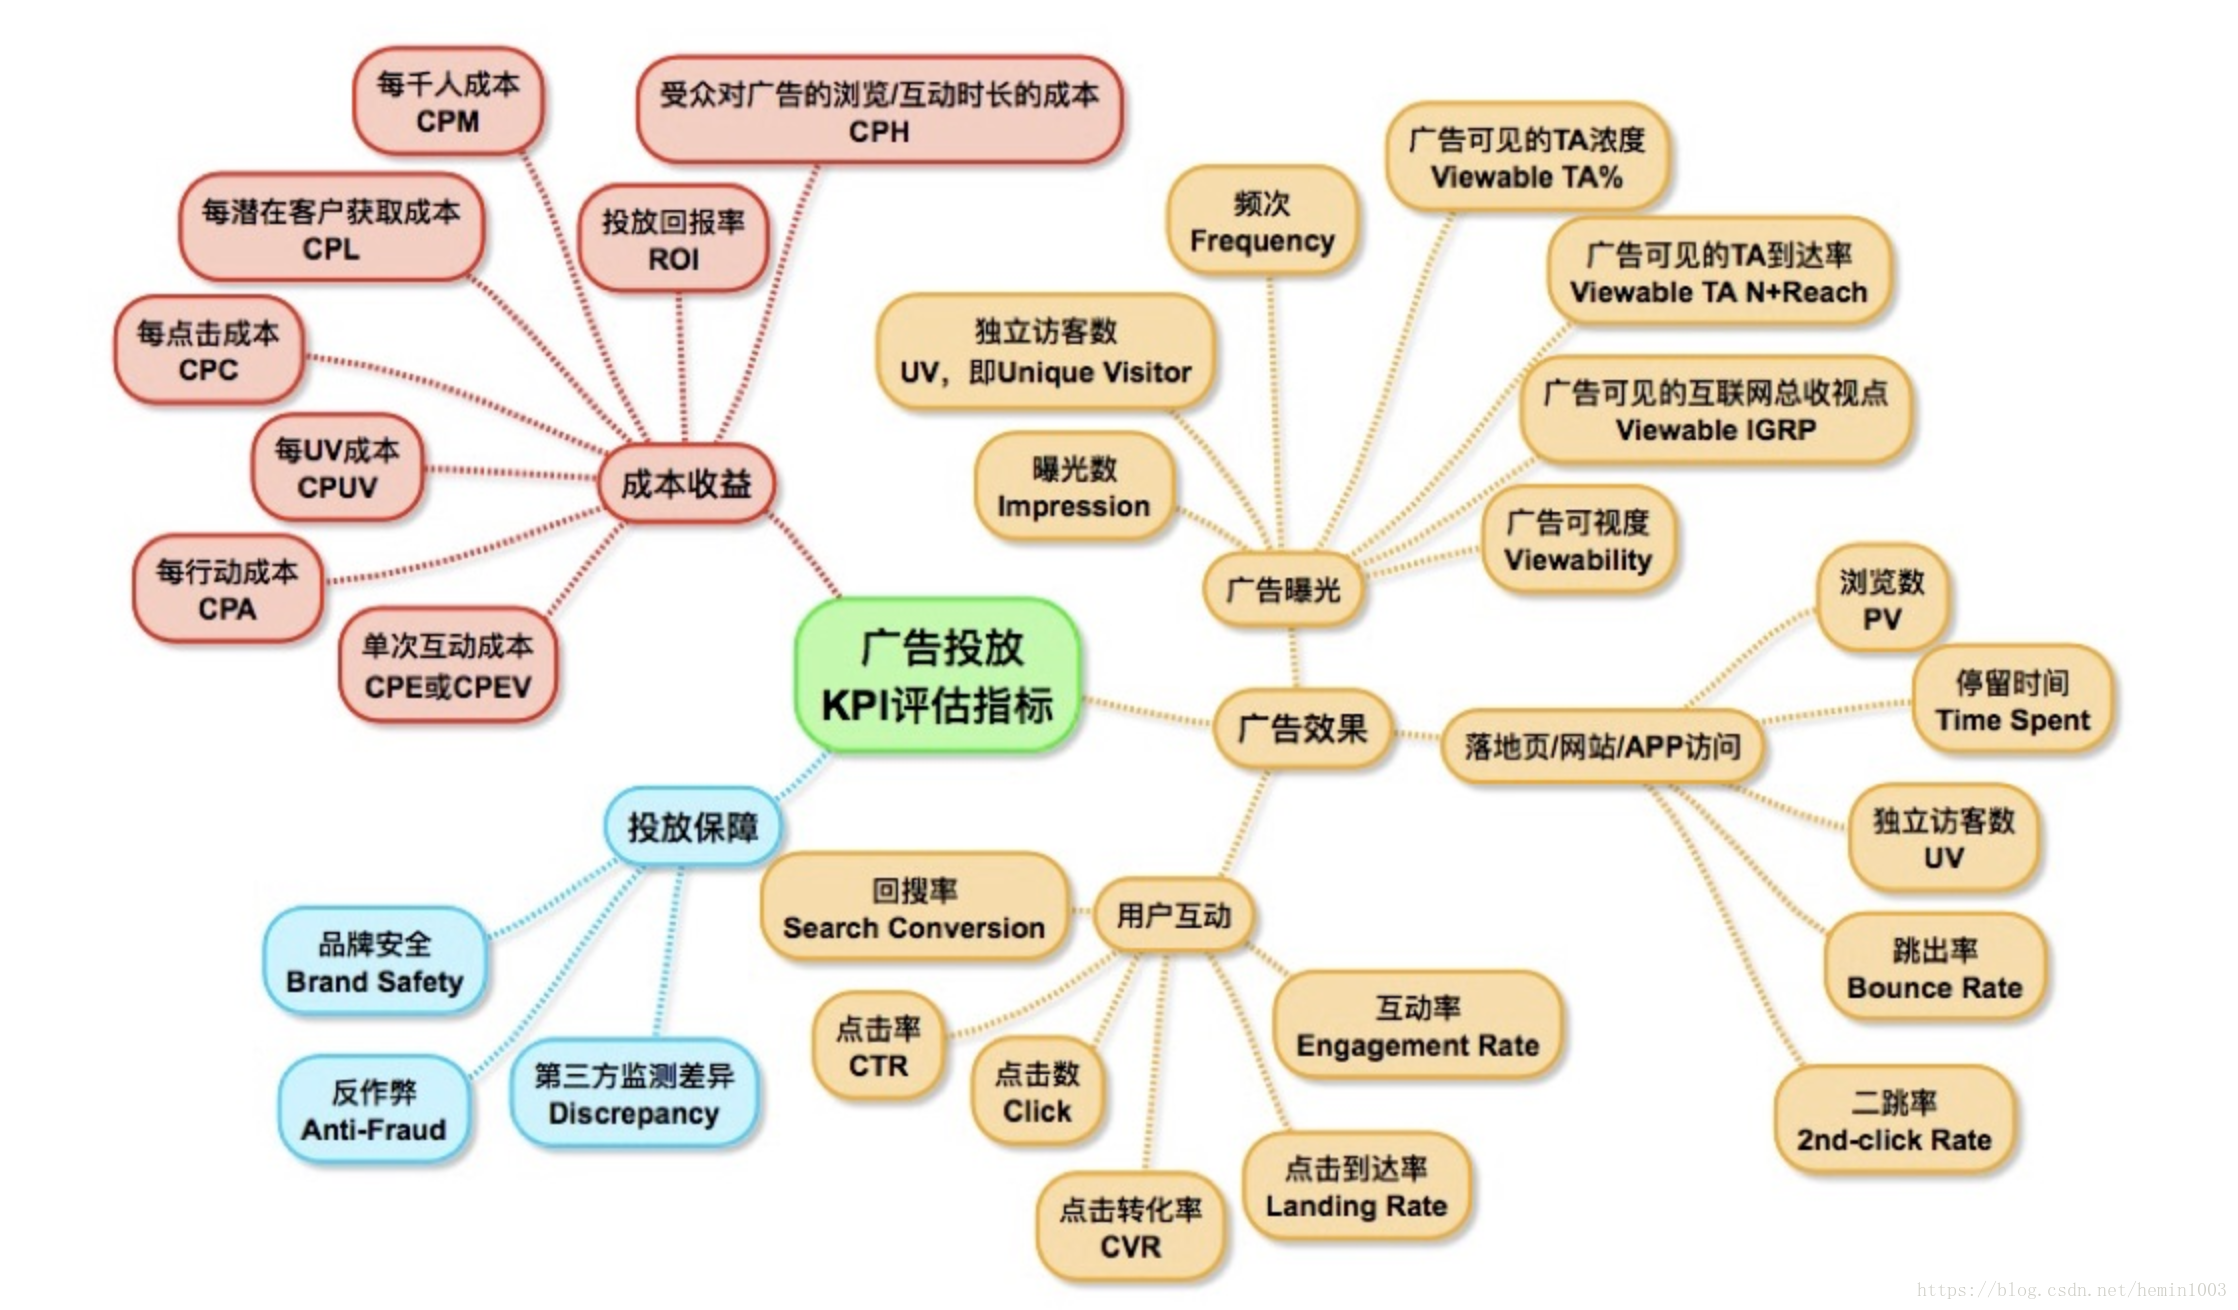 每千人成本
CPM
受众对广告的浏览/互动时长的成本
CPH
每潜在客户获取成本
CPL
投放回报率
ROI
每点击成本
CPC
每UV成本
CPUV
成本收益
每行动成本
CPA
单次互动成本
CPE或CPEV
广告投放
KPI评估指标
广告可见的TA浓度
Viewable TA%
频次
Frequency
广告可见的TA到达率
Viewable TA N+Reach
独立访客数
UV，即Unique Visitor
广告可见的互联网总收视点
Viewable IGRP
曝光数
Impression
广告可视度
Viewability
广告曝光
浏览数
PV
停留时间
Time Spent
广告效果
落地页/网站/APP访问
独立访客数
UV
跳出率
Bounce Rate
二跳率
2nd-click Rate
投放保障
品牌安全
Brand Safety
反作弊
Anti-Fraud
第三方监测差异
Discrepancy
回搜率
Search Conversion
用户互动
点击率
CTR
点击数
Click
互动率
Engagement Rate
点击转化率
CVR
点击到达率
Landing Rate
https://blog.csdn.net/hemin1003